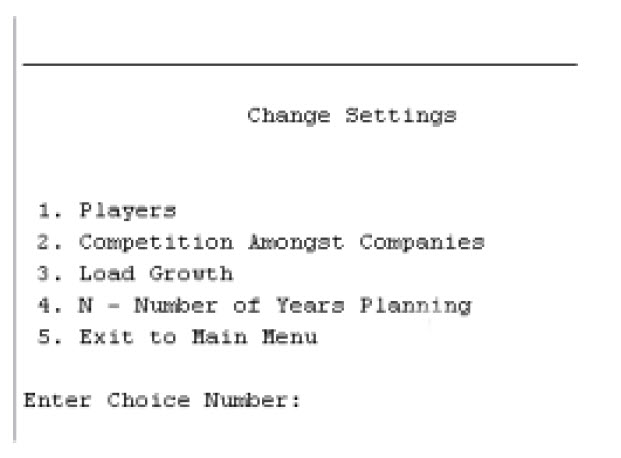 Change Settings
1. Players
2. Competition Amongst Companies
3. Load Growth
4. N - Number of Years Planning
5. Exit to Main Menu
Enter Choice Number: